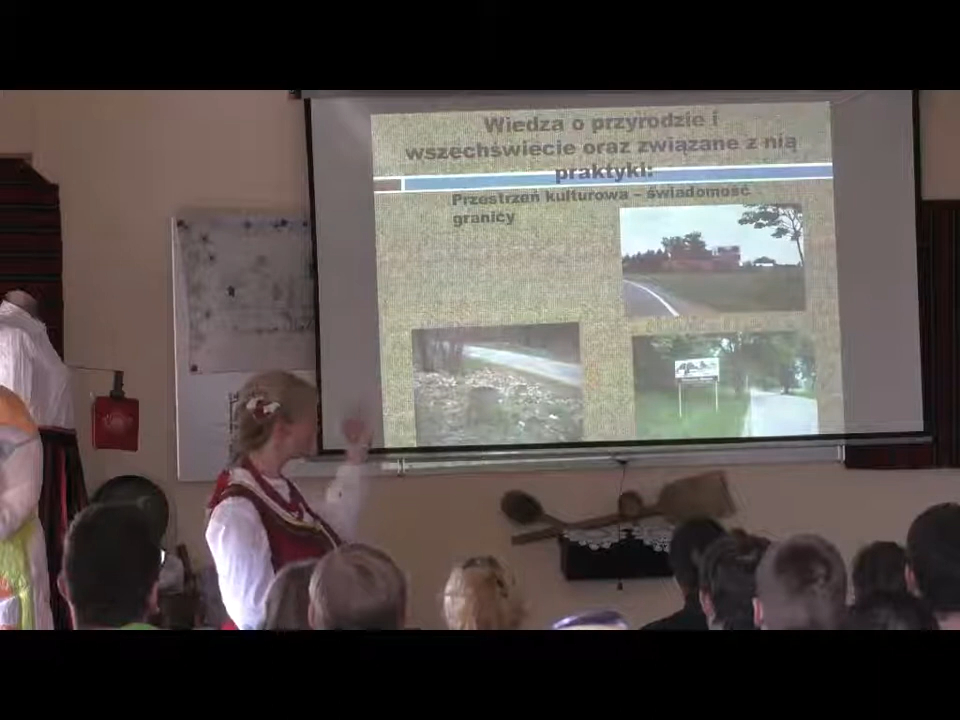 Wiedza o przyrodzie i
wszechświecie oraz związane z nią
praktyki:
Przestrzeń kulturowa – świadomość
granicy